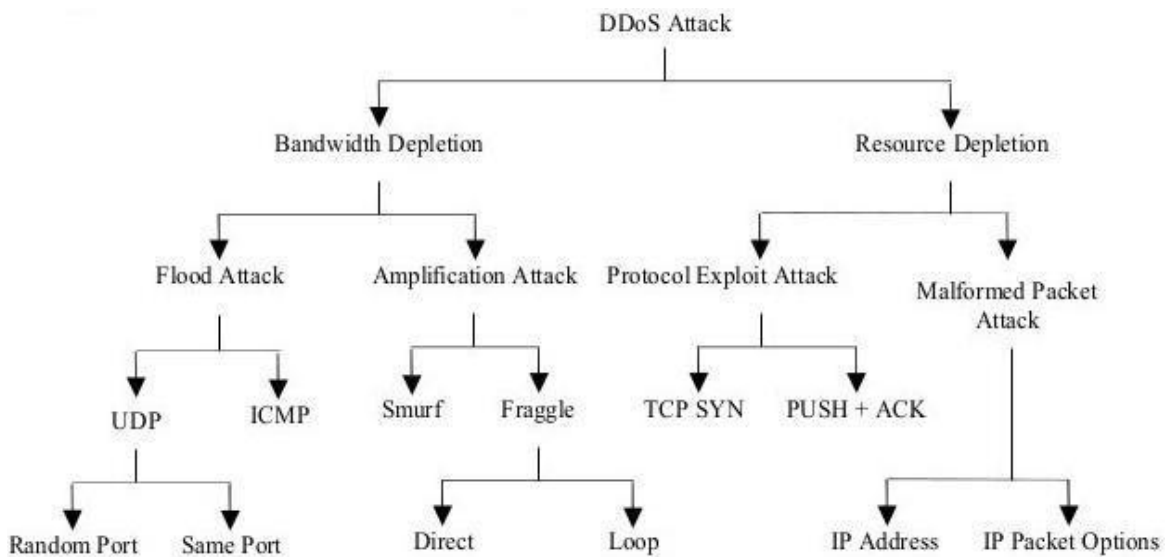 DDoS Attack
Bandwidth Depletion
Resource Depletion
Flood Attack
Amplification Attack
Protocol Exploit Attack
Malformed Packet
Attack
UDP
ICMP
Smurf
Fraggle
TCP SYN
PUSH + ACK
Random Port
Same Port
Direct
Loop
IP Address
IP Packet Options